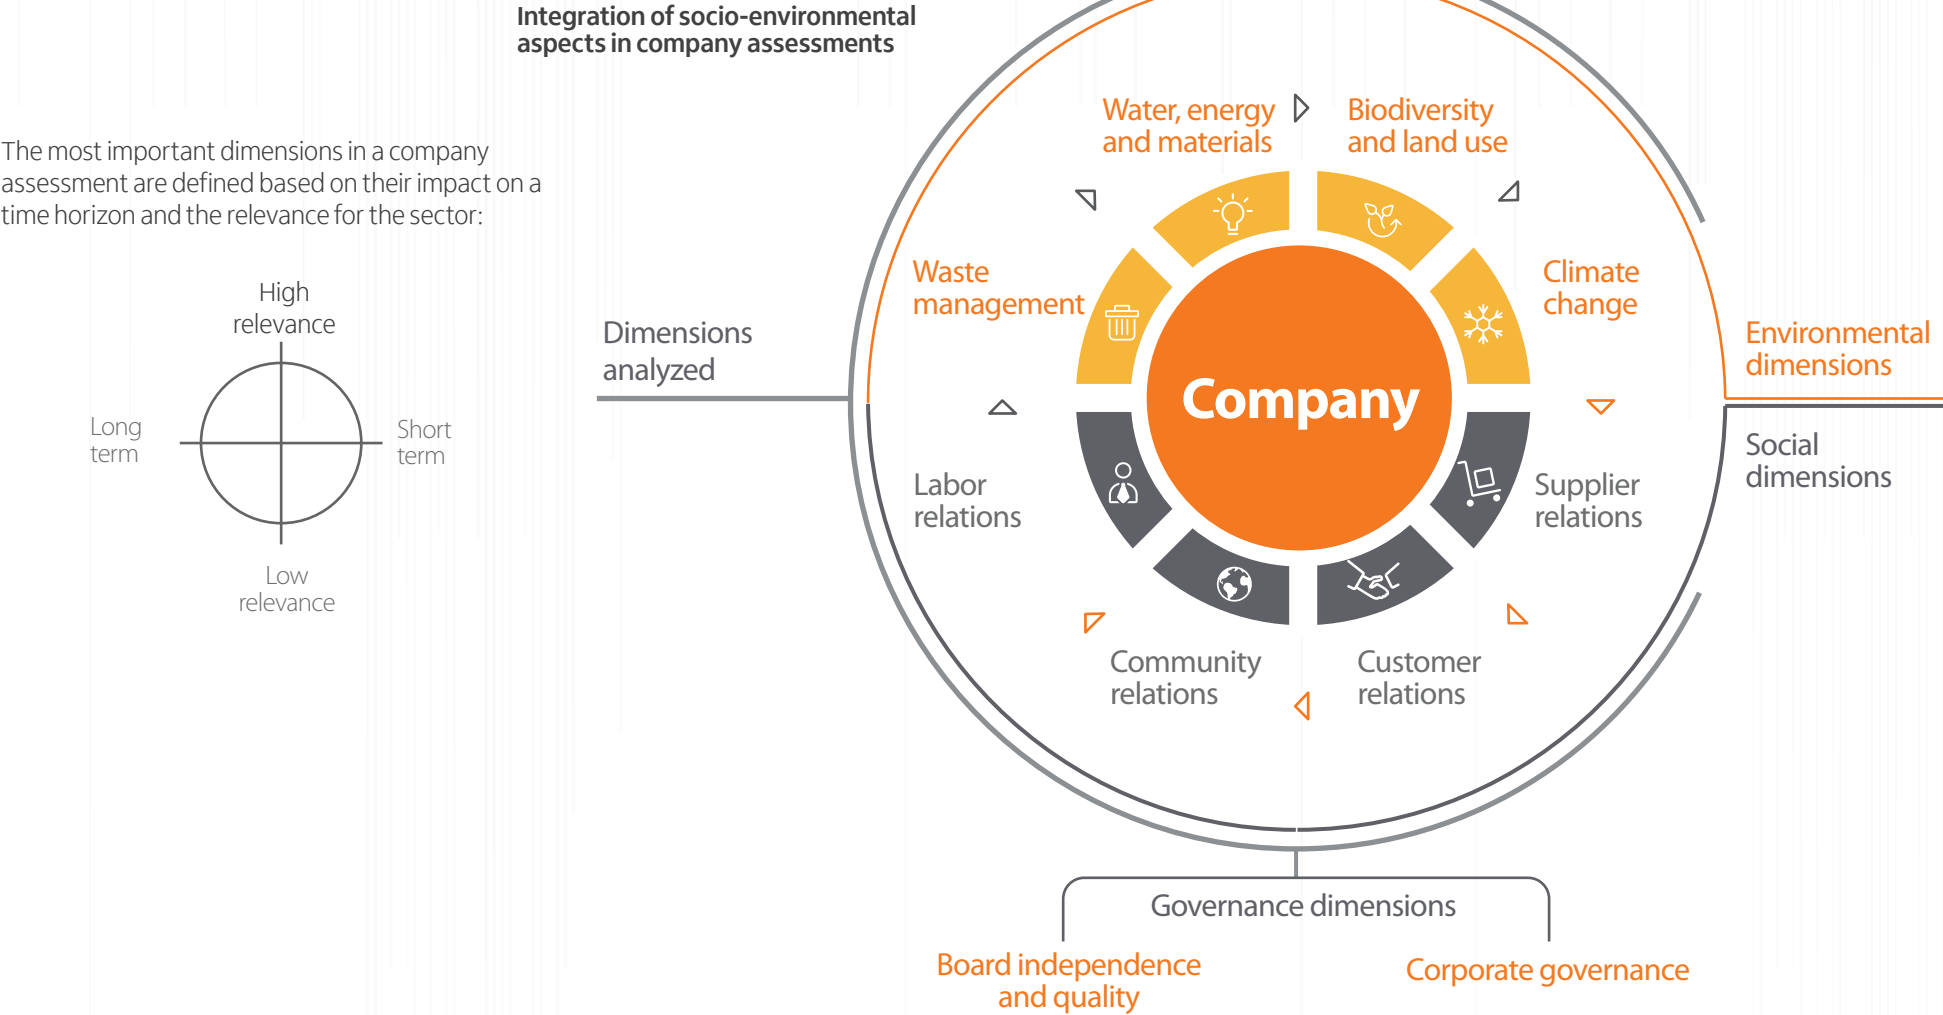 Integration of socio-environmental
aspects in company assessments
The most important dimensions in a company
assessment are defined based on their impact on a
time horizon and the relevance for the sector:
High
relevance
Long
term
Short
term
Low
relevance
Dimensions
analyzed
Water, energy
and materials
Biodiversity
and land use
Waste
management
Climate
change
Company
Labor
relations
Supplier
relations
Community
relations
Customer
relations
Environmental
dimensions
Social
dimensions
Governance dimensions
Board independence
and quality
Corporate governance